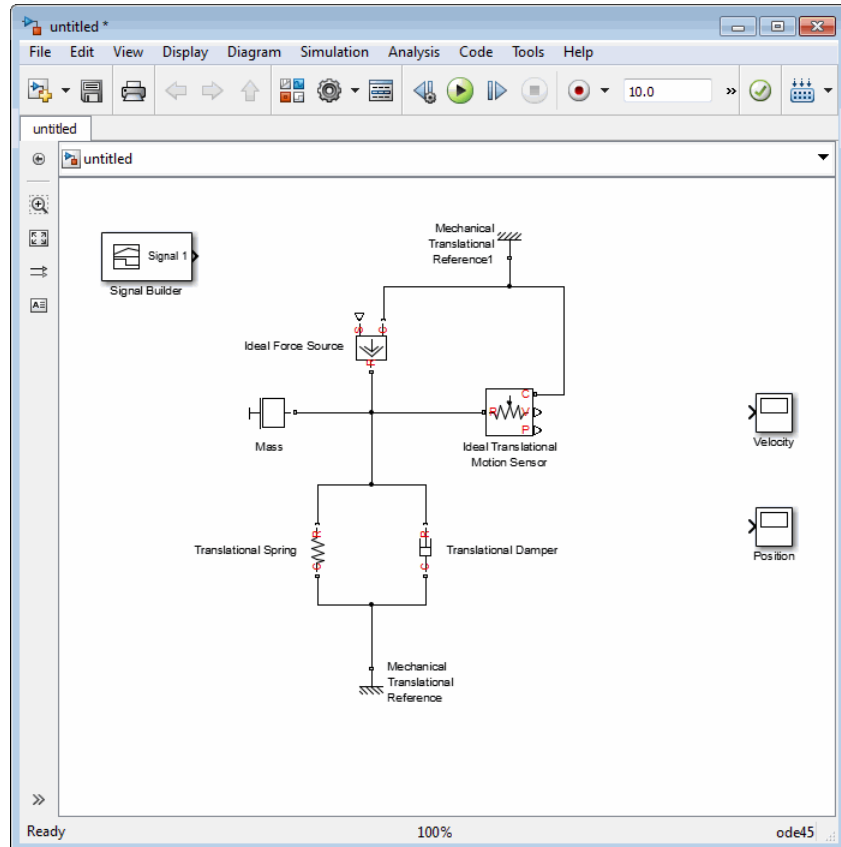 untitled *
File Edit View Display Diagram Simulation Analysis Code Tools Help
10.0 »
untitled
untitled
Mechanical
Translational
Reference1
Signal 1
Signal Builder
S C
Ideal Force Source
R
C
R V
P
Mass
Ideal Translational
Motion Sensor
Velocity
R R
Translational Spring
Translational Damper
C C
Position
Mechanical
Translational
Reference
»
Ready 100% ode45